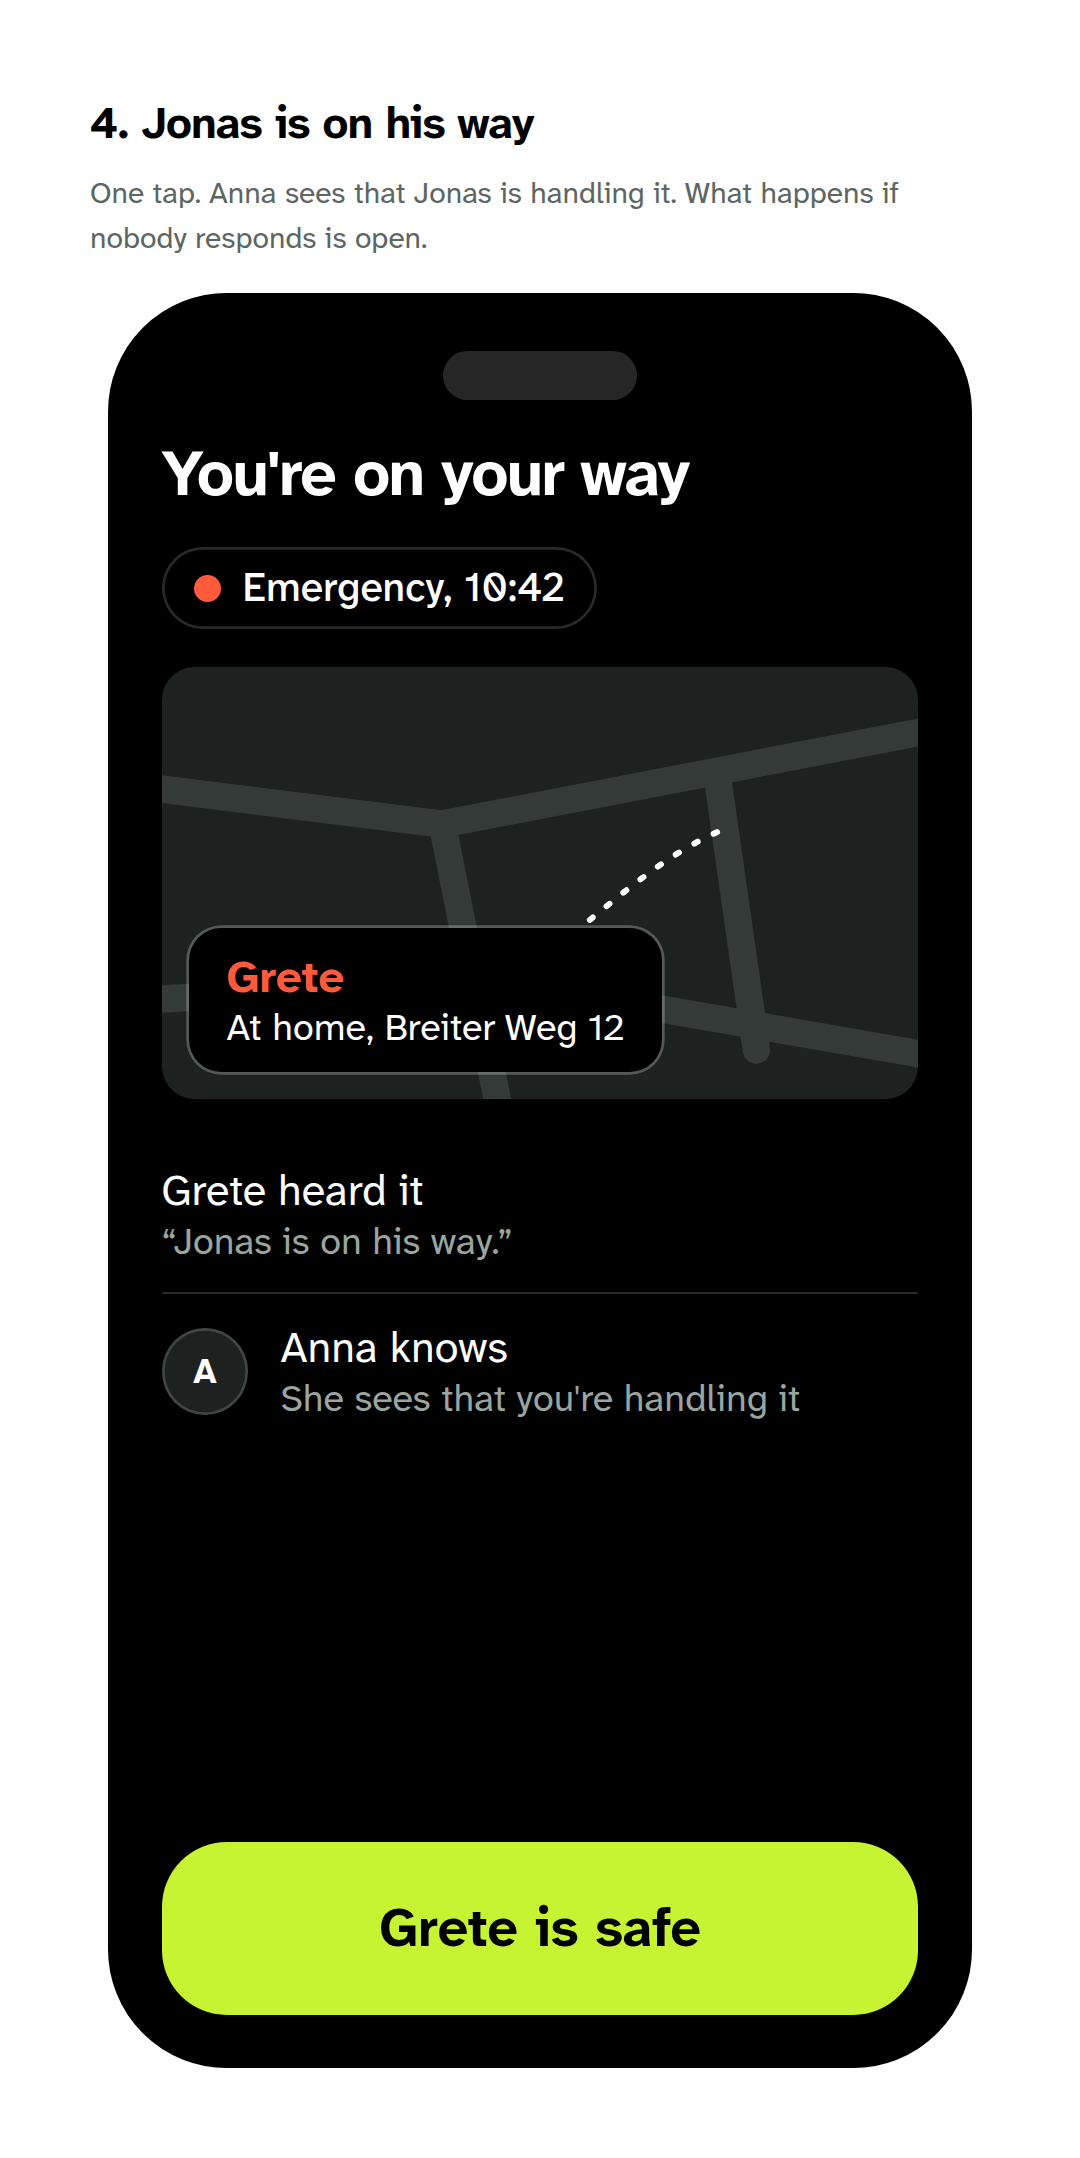 4. Jonas is on his way
One tap. Anna sees that Jonas is handling it. What happens if
nobody responds is open.
You're on your way
Emergency, 10:42
Grete
At home, Breiter Weg 12
Grete heard it
“Jonas is on his way.”
A
Anna knows
She sees that you're handling it
Grete is safe